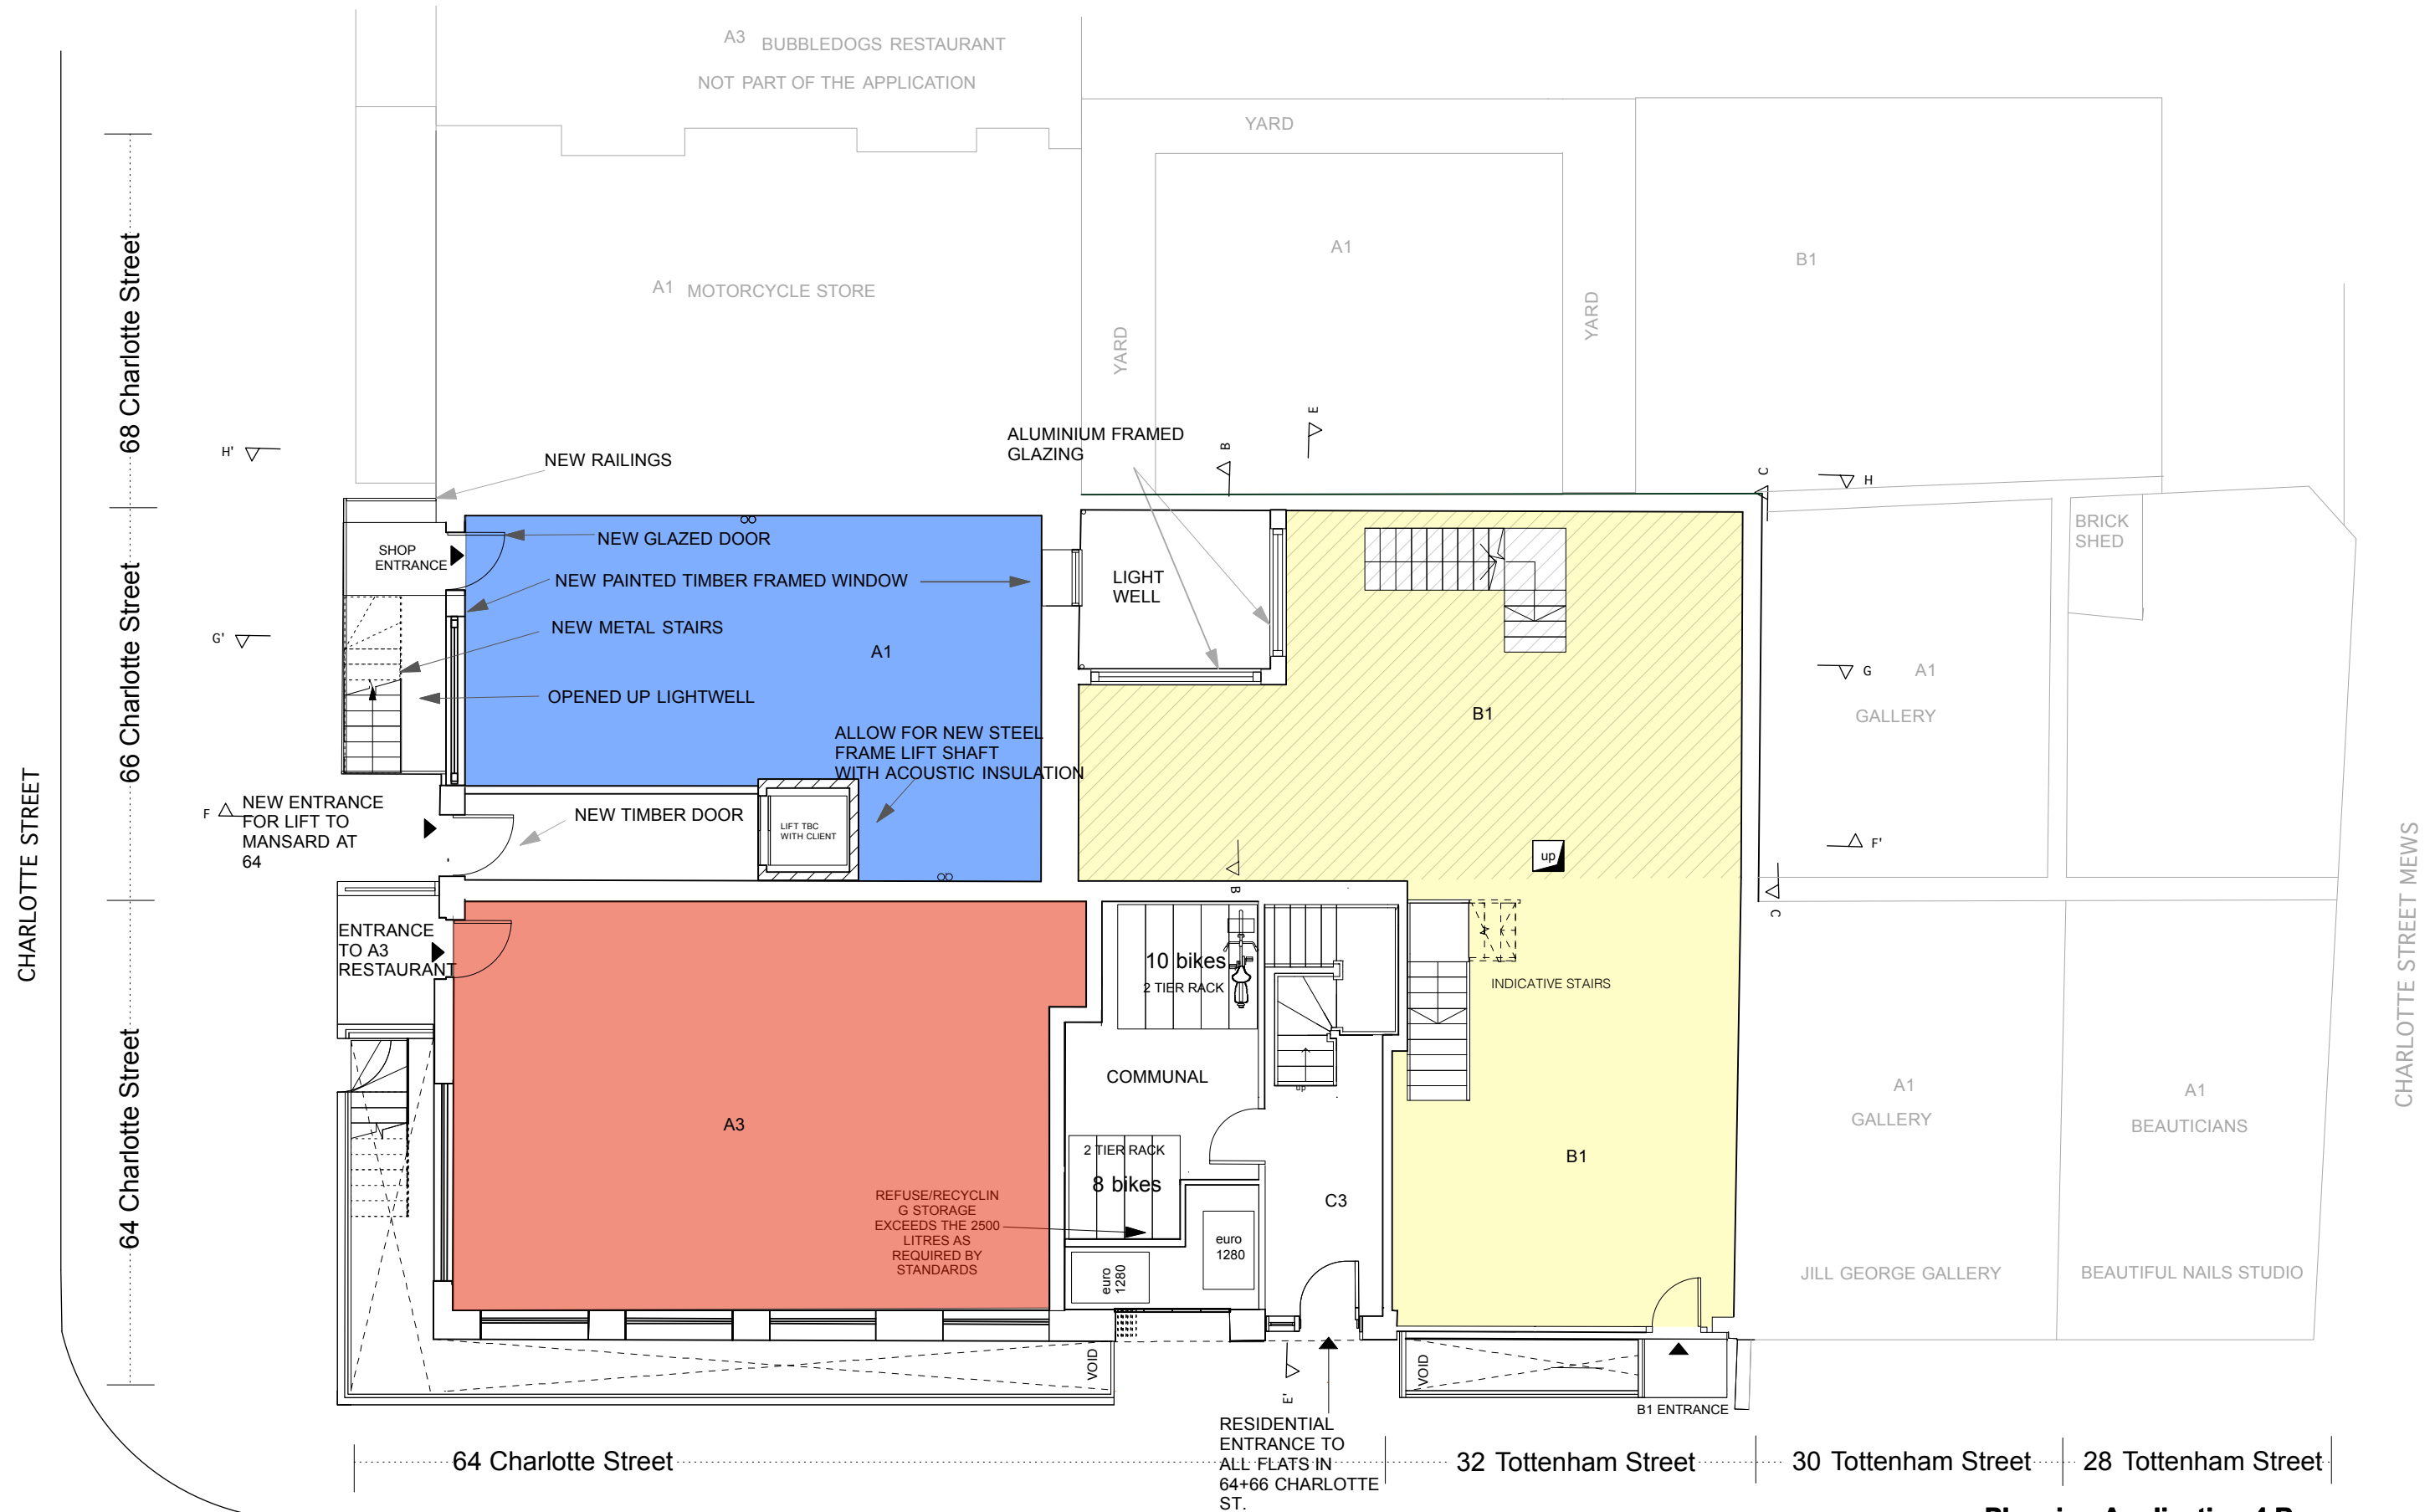 A3 BUBBLEDOGS RESTAURANT
NOT PART OF THE APPLICATION
YARD
A1
B1
A1 MOTORCYCLE STORE
YARD
YARD
68 Charlotte Street
66 Charlotte Street
64 Charlotte Street
CHARLOTTE STREET
H'
G'
F
NEW RAILINGS
ALUMINIUM FRAMED
GLAZING
B
E
C
H
SHOP
ENTRANCE
NEW GLAZED DOOR
NEW PAINTED TIMBER FRAMED WINDOW
NEW METAL STAIRS
OPENED UP LIGHTWELL
A1
LIGHT
WELL
BRICK
SHED
G
A1
GALLERY
B1
ALLOW FOR NEW STEEL
FRAME LIFT SHAFT
WITH ACOUSTIC INSULATION
NEW ENTRANCE
FOR LIFT TO
MANSARD AT
64
NEW TIMBER DOOR
LIFT TBC
WITH CLIENT
up
F'
B
C
CHARLOTTE STREET MEWS
ENTRANCE
TO A3
RESTAURANT
10 bikes
2 TIER RACK
INDICATIVE STAIRS
COMMUNAL
up
A3
2 TIER RACK
8 bikes
REFUSE/RECYCLIN
G STORAGE
EXCEEDS THE 2500
LITRES AS
REQUIRED BY
STANDARDS
euro
1280
euro
1280
C3
B1
A1
GALLERY
A1
BEAUTICIANS
JILL GEORGE GALLERY
BEAUTIFUL NAILS STUDIO
VOID
VOID
E'
B1 ENTRANCE
RESIDENTIAL
ENTRANCE TO
ALL FLATS IN
64+66 CHARLOTTE
ST.
64 Charlotte Street
32 Tottenham Street
30 Tottenham Street
28 Tottenham Street